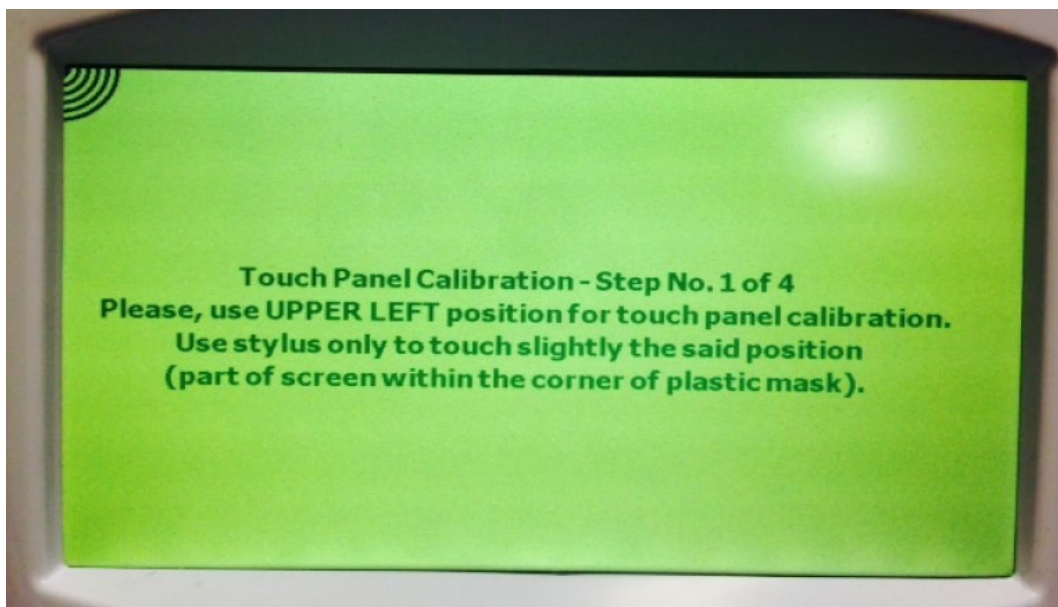 Touch Panel Calibration - Step No. 1 of 4
Please, use UPPER LEFT position for touch panel calibration.
Use stylus only to touch slightly the said position
(part of screen within the corner of plastic mask).